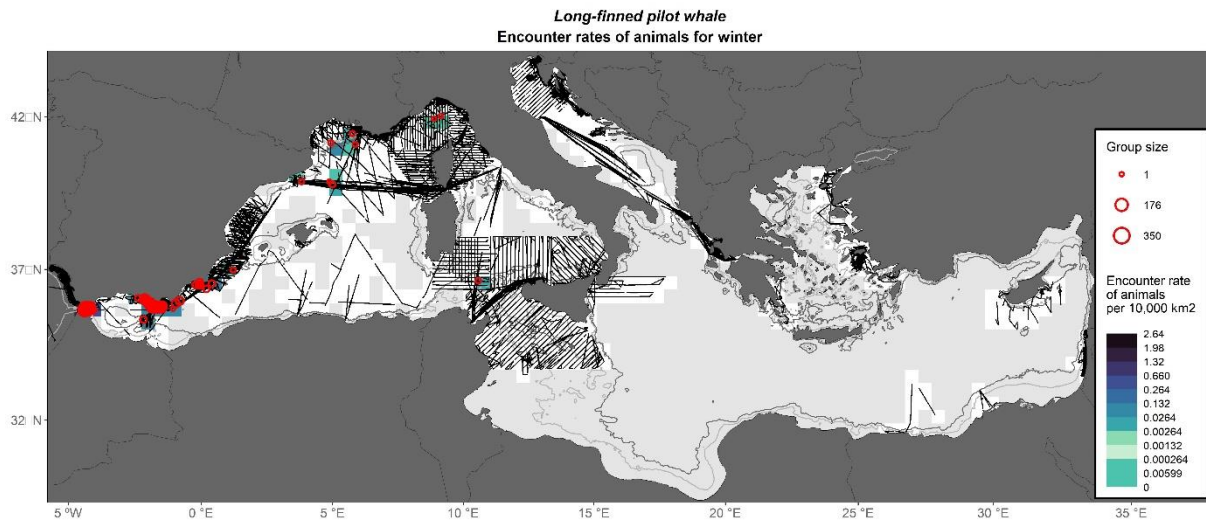 Long-finned pilot whale
Encounter rates of animals for winter
42□N
37□N
32□N
5°W
0 °E
5 °E
10°E
15°E
20°E
25°E
30°E
35 °E
Group size
1
176
350
Encounter rate
of animals
per 10,000 km2
2.64
1.98
1.32
0.660
0.264
0.132
0.0264
0.00264
0.00132
0.000264
0.00599
0